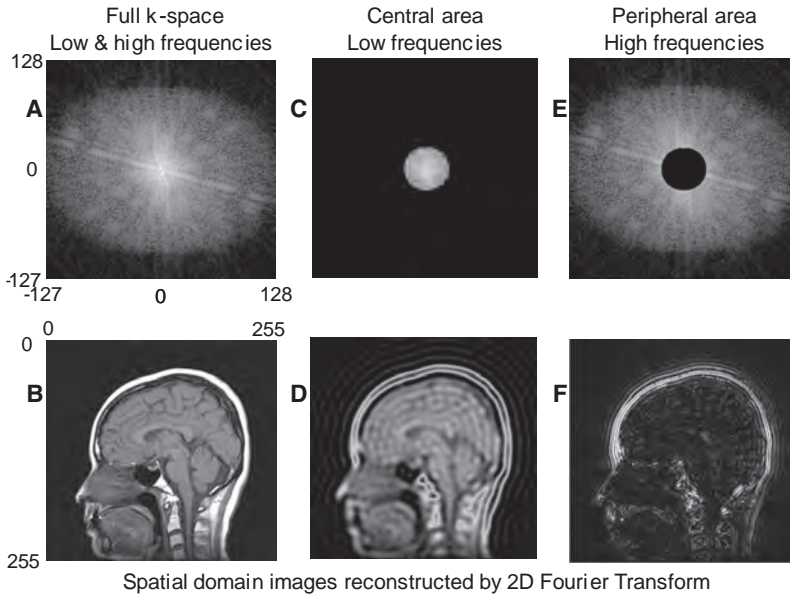 Full k-space
Low & high frequencies
Central area
Low frequencies
Peripheral area
High frequencies
128
A
C
E
0
-127
-127
0
128
0
255
0
B
D
F
255
Spatial domain images reconstructed by 2D Fourier Transform